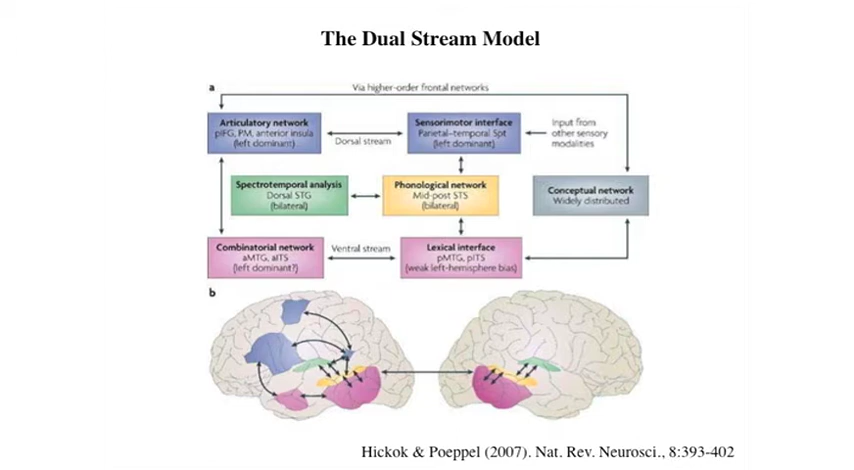 The Dual Stream Model
a
Via higher-order frontal networks
Articulatory network
pIFG, PM, anterior insula
(left dominant)
Dorsal stream
Sensorimotor interface
Parietal–temporal Spt
(left dominant)
Input from
other sensory
modalities
Spectrotemporal analysis
Dorsal STG
(bilateral)
Phonological network
Mid-post STS
(bilateral)
Conceptual network
Widely distributed
Combinatorial network
aMTG, aITS
(left dominant?)
Ventral stream
Lexical interface
pMTG, pITS
(weak left-hemisphere bias)
b
Hickok & Poeppel (2007). Nat. Rev. Neurosci., 8:393-402